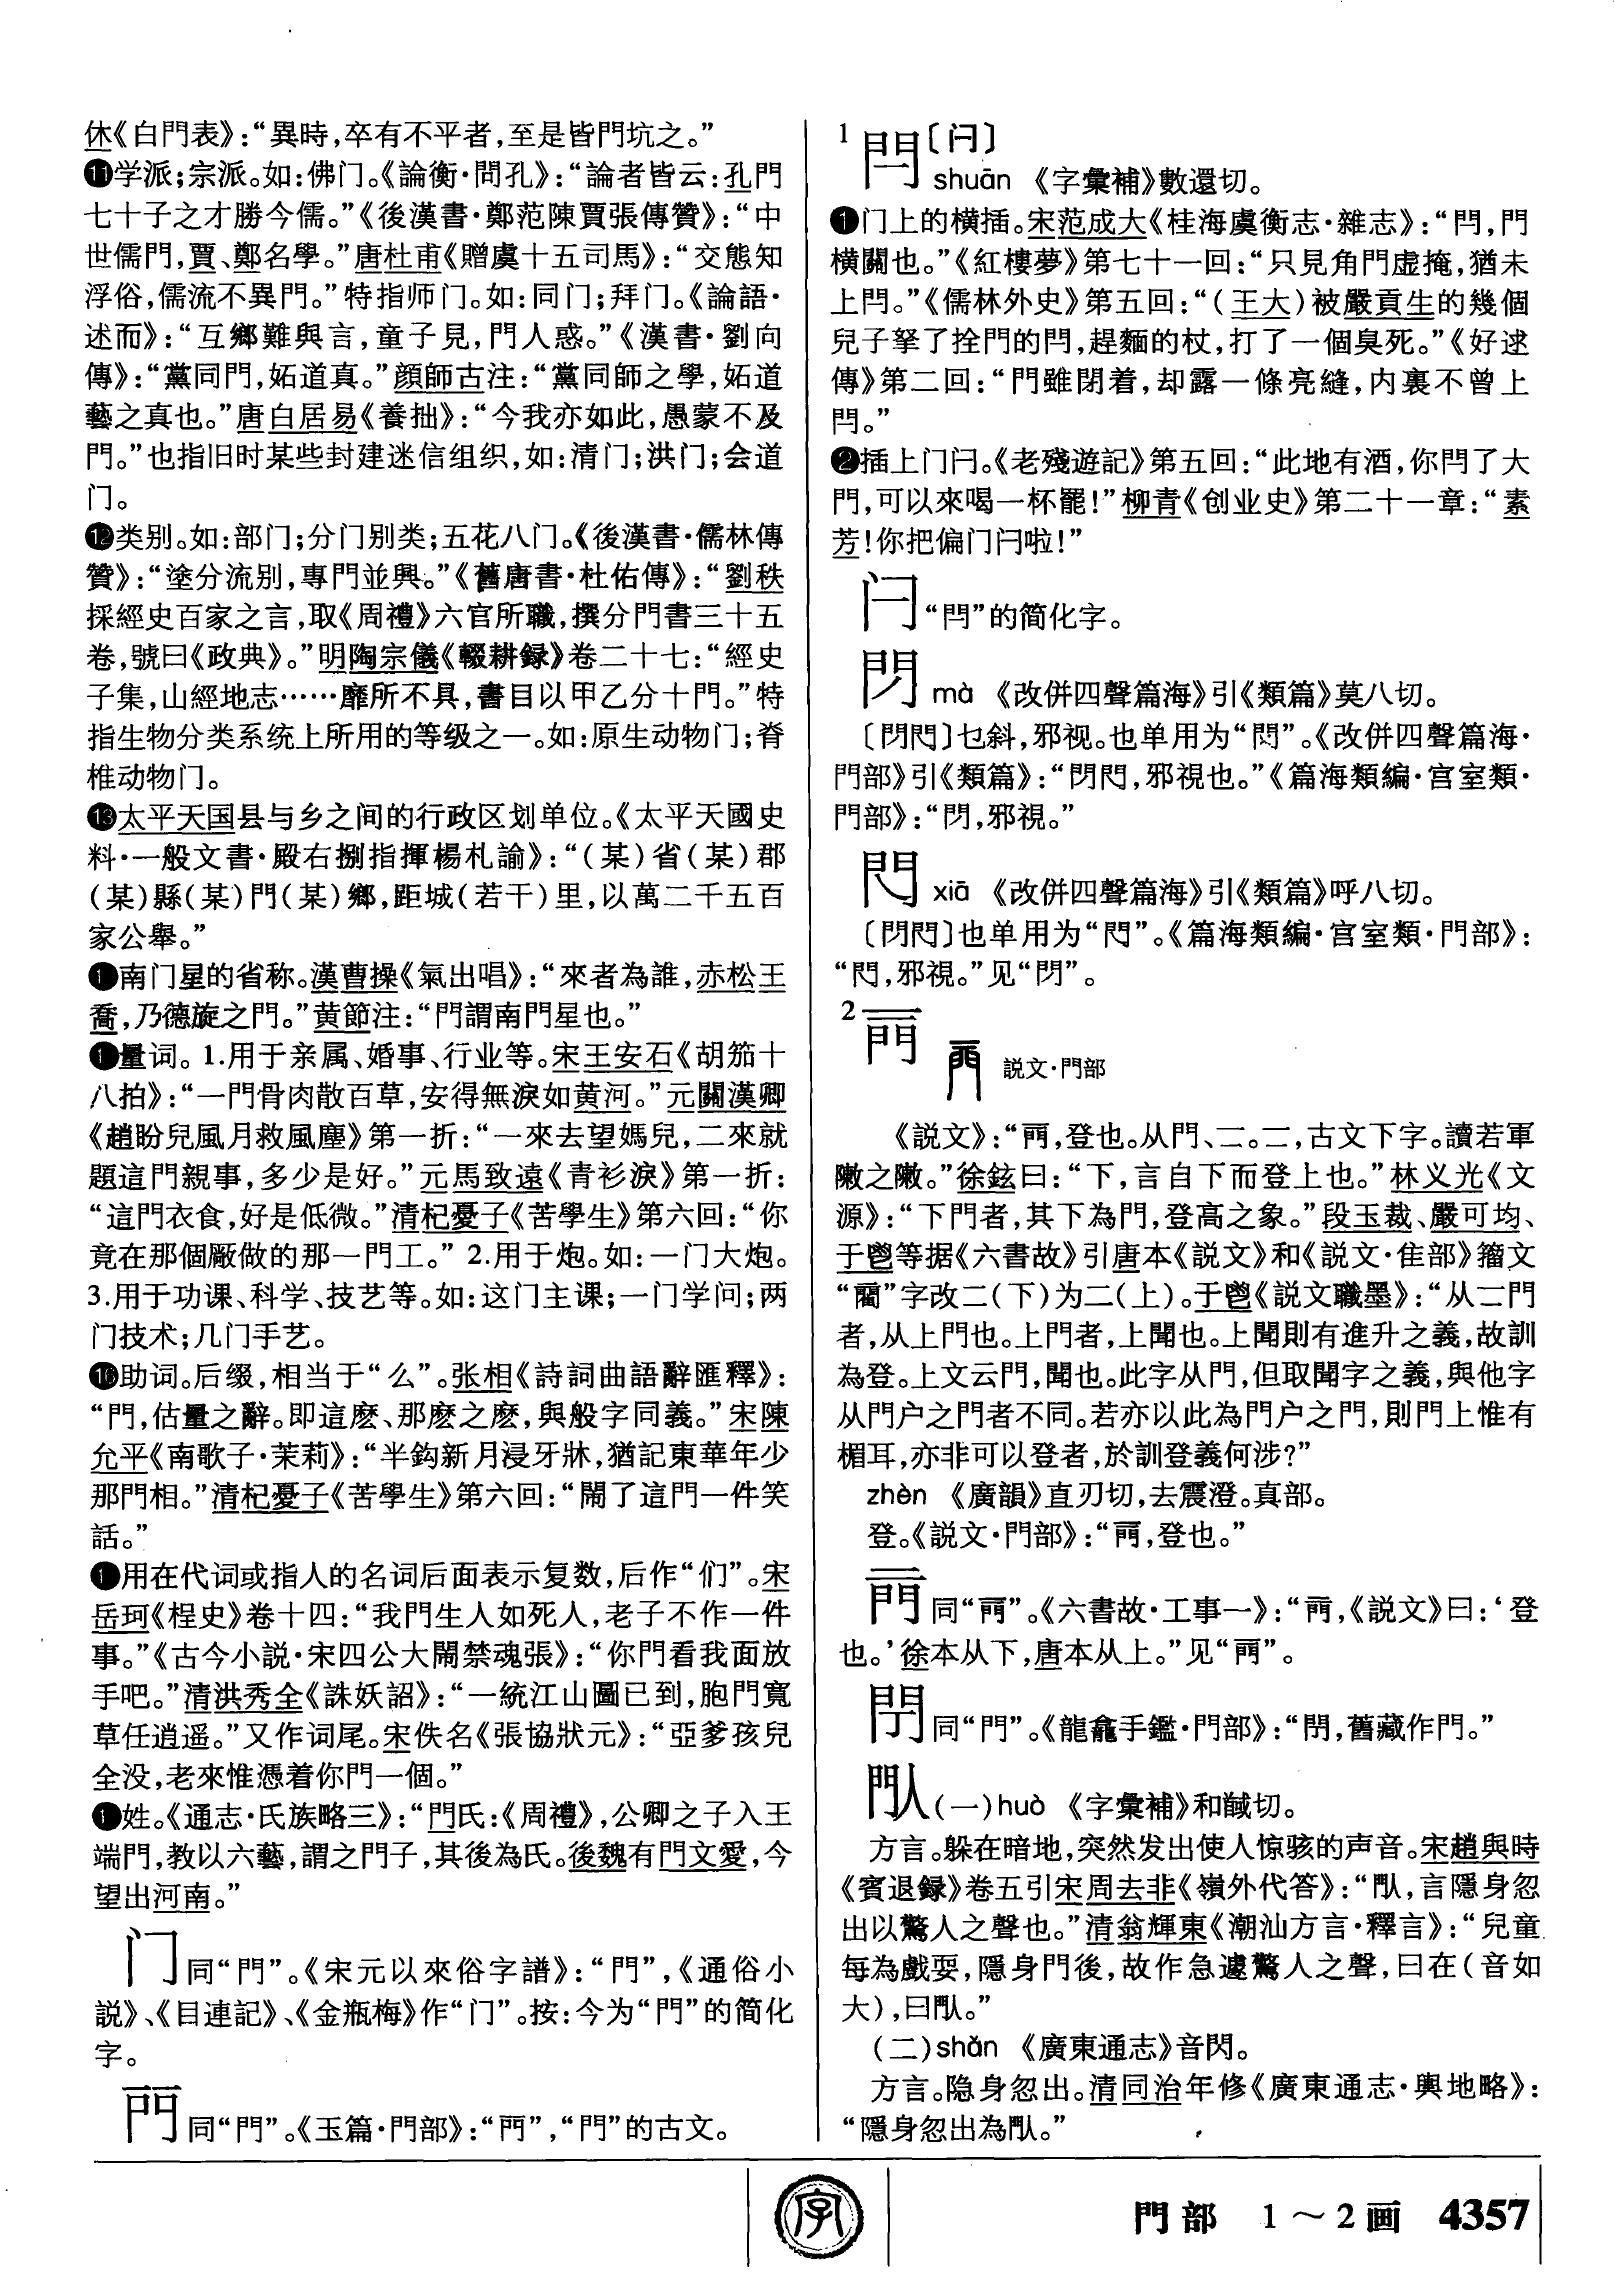 休《白門表》：“異時，卒有不平者，至是皆門坑之。”
⓫学派；宗派。如：佛门。《論衡·問孔》：“論者皆云：孔門
七十子之才勝今儒。”《後漢書·鄭范陳賈張傳贊》：“中
世儒門，賈、鄭名學。”唐杜甫《贈虞十五司馬》：“交態知
浮俗，儒流不異門。”特指师门。如：同门；拜门。《論語·
述而》：“互鄉難與言，童子見，門人惑。”《漢書·劉向
傳》：“黨同門，妬道真。”顔師古注：“黨同師之學，妬道
藝之真也。”唐白居易《養拙》：“今我亦如此，愚蒙不及
門。”也指旧时某些封建迷信组织，如：清门；洪门；会道
门。
⓬类别。如：部门；分门别类；五花八门。《後漢書·儒林傳
贊》：“塗分流别，專門並興。”《舊唐書·杜佑傳》：“劉秩
採經史百家之言，取《周禮》六官所職，撰分門書三十五
卷，號曰《政典》。”明陶宗儀《輟耕録》卷二十七：“經史
子集，山經地志……靡所不具，書目以甲乙分十門。”特
指生物分类系统上所用的等级之一。如：原生动物门；脊
椎动物门。
⓭太平天国县与乡之间的行政区划单位。《太平天國史
料·一般文書·殿右捌指揮楊札諭》：“（某）省（某）郡
（某）縣（某）門（某）鄉，距城（若干）里，以萬二千五百
家公舉。”
❶南门星的省称。漢曹操《氣出唱》：“來者為誰，赤松王
喬，乃德旋之門。”黄節注：“門謂南門星也。”
❶量词。1.用于亲属、婚事、行业等。宋王安石《胡笳十
八拍》：“一門骨肉散百草，安得無淚如黄河。”元關漢卿
《趙盼兒風月救風塵》第一折：“一來去望媽兒，二來就
題這門親事，多少是好。”元馬致遠《青衫淚》第一折：
“這門衣食，好是低微。”清杞憂子《苦學生》第六回：“你
竟在那個厰做的那一門工。”2.用于炮。如：一门大炮。
3.用于功课、科学、技艺等。如：这门主课；一门学问；两
门技术；几门手艺。
⓰助词。后缀，相当于“么”。张相《詩詞曲語辭匯釋》：
“門，估量之辭。即這麽、那麽之麽，與般字同義。”宋陳
允平《南歌子·茉莉》：“半鈎新月浸牙牀，猶記東華年少
那門相。”清杞憂子《苦學生》第六回：“鬧了這門一件笑
話。”
❶用在代词或指人的名词后面表示复数，后作“们”。宋
岳珂《桯史》卷十四：“我門生人如死人，老子不作一件
事。”《古今小説·宋四公大鬧禁魂張》：“你門看我面放
手吧。”清洪秀全《誅妖詔》：“一統江山圖已到，胞門寬
草任逍遥。”又作词尾。宋佚名《張協狀元》：“亞爹孩兒
全没，老來惟憑着你門一個。”
❶姓。《通志·氏族略三》：“門氏：《周禮》，公卿之子入王
端門，教以六藝，謂之門子，其後為氏。後魏有門文愛，今
望出河南。”
门 同“門”。《宋元以來俗字譜》：“門”，《通俗小
説》、《目連記》、《金瓶梅》作“门”。按：今为“門”的简化
字。
同“門”。《玉篇·門部》：“”，“門”的古文。
1 閂〔闩〕
shuān 《字彙補》數還切。
❶门上的横插。宋范成大《桂海虞衡志·雜志》：“閂，門
橫關也。”《紅樓夢》第七十一回：“只見角門虚掩，猶未
上閂。”《儒林外史》第五回：“（王大）被嚴貢生的幾個
兒子拏了拴門的閂，趕麵的杖，打了一個臭死。”《好逑
傳》第二回：“門雖閉着，却露一條亮縫，内裏不曾上
閂。”
❷插上门闩。《老殘遊記》第五回：“此地有酒，你閂了大
門，可以來喝一杯罷！”柳青《创业史》第二十一章：“素
芳！你把偏门闩啦！”
闩 “閂”的简化字。
䦌 mà 《改併四聲篇海》引《類篇》莫八切。
〔䦌〕乜斜，邪视。也单用为“”。《改併四聲篇海·
門部》引《類篇》：“䦌，邪視也。”《篇海類編·宫室類·
門部》：“䦌，邪視。”
xiā 《改併四聲篇海》引《類篇》呼八切。
〔䦌〕也单用为“”。《篇海類編·宫室類·門部》：
“，邪視。”见“䦌”。
2 説文·門部
《説文》：“，登也。从門、二。二，古文下字。讀若軍
敶之敶。”徐鉉曰：“下，言自下而登上也。”林义光《文
源》：“下門者，其下為門，登高之象。”段玉裁、嚴可均、
于鬯等据《六書故》引唐本《説文》和《説文·隹部》籀文
“”字改二（下）为二（上）。于鬯《説文職墨》：“从二門
者，从上門也。上門者，上聞也。上聞則有進升之義，故訓
為登。上文云門，聞也。此字从門，但取聞字之義，與他字
从門户之門者不同。若亦以此為門户之門，則門上惟有
楣耳，亦非可以登者，於訓登義何涉？”
zhèn 《廣韻》直刃切，去震澄。真部。
登。《説文·門部》：“，登也。”
同“”。《六書故·工事一》：“，《説文》曰：‘登
也。’徐本从下，唐本从上。”见“”。
同“門”。《龍龕手鑑·門部》：“，舊藏作門。”
（一）huò 《字彙補》和馘切。
方言。躲在暗地，突然发出使人惊骇的声音。宋趙與時
《賓退録》卷五引宋周去非《嶺外代答》：“，言隱身忽
出以驚人之聲也。”清翁輝東《潮汕方言·釋言》：“兒童
每為戲耍，隱身門後，故作急遽驚人之聲，曰在（音如
大），曰。”
（二）shǎn 《廣東通志》音閃。
方言。隐身忽出。清同治年修《廣東通志·輿地略》：
“隱身忽出為。”
字
門部 1～2画 4357